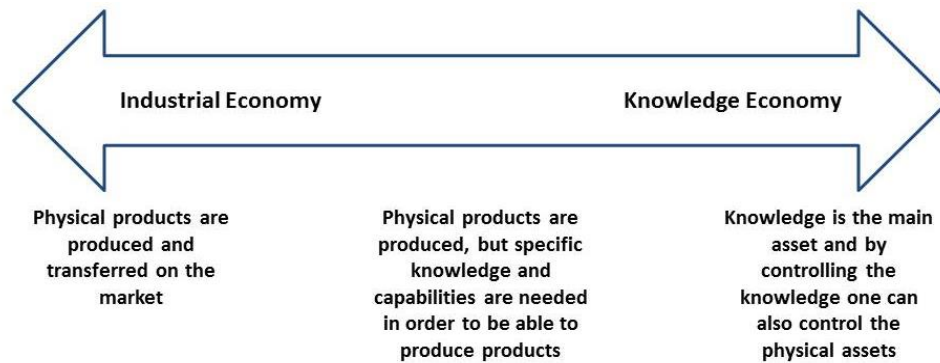 Industrial Economy
Knowledge Economy
Physical products are
produced and
transferred on the
market
Physical products are
produced, but specific
knowledge and
capabilities are needed
in order to be able to
produce products
Knowledge is the main
asset and by
controlling the
knowledge one can
also control the
physical assets